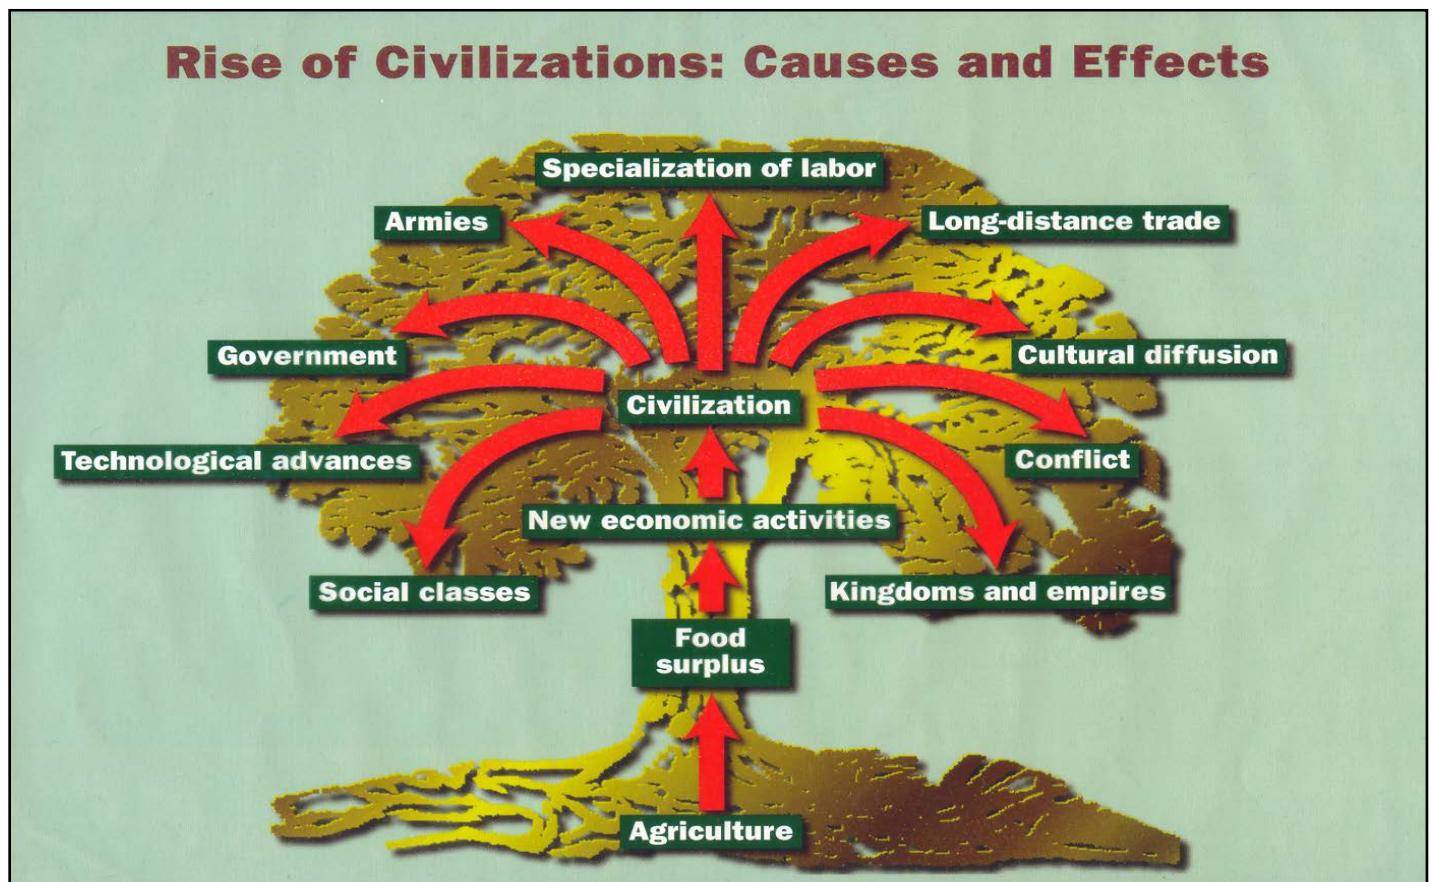 Rise of Civilizations: Causes and Effects
Specialization of labor
Armies
Long-distance trade
Government
Cultural diffusion
Civilization
Technological advances
Conflict
New economic activities
Social classes
Kingdoms and empires
Food
surplus
Agriculture